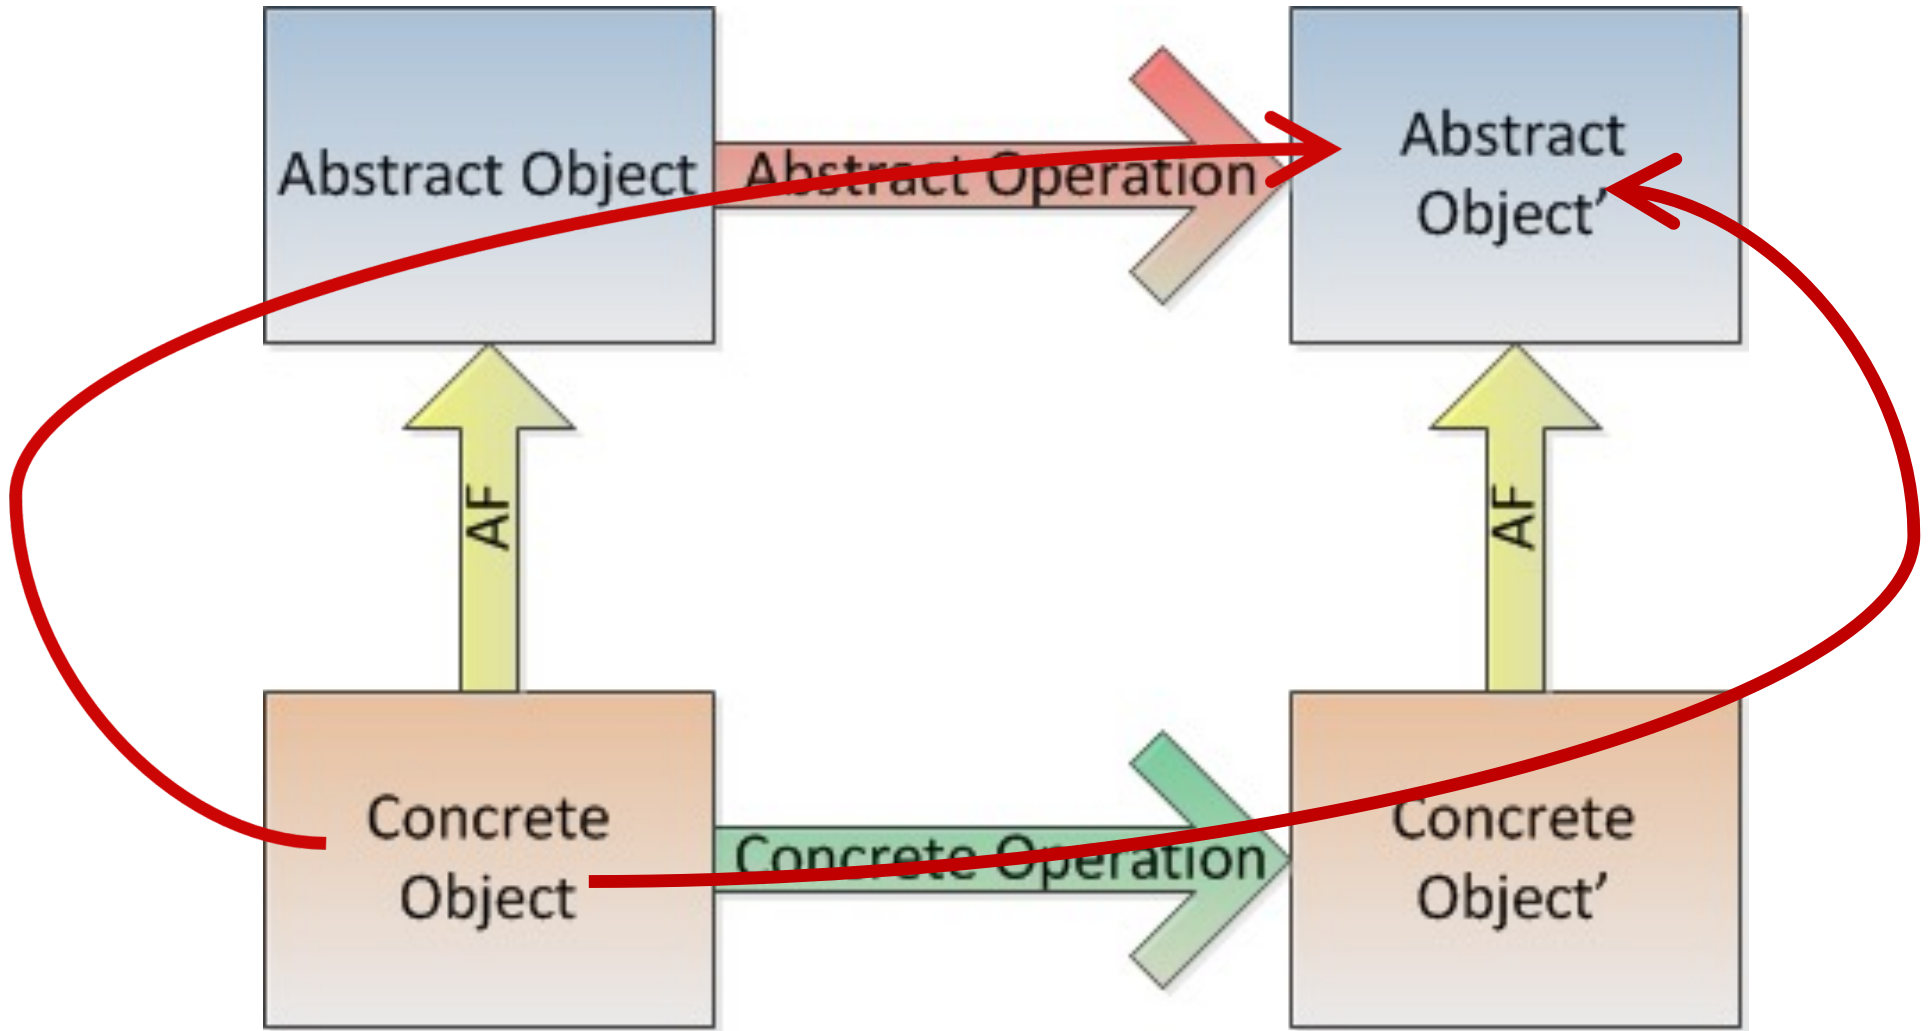 Abstract Object
Abstract Operation
Abstract
Object’
AF
AF
Concrete
Object
Concrete Operation
Concrete
Object’